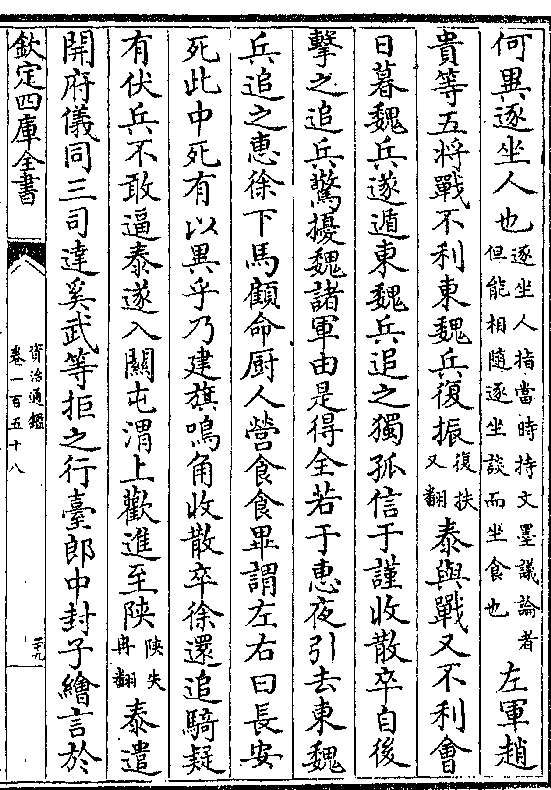 何異逐坐人也逐坐人指當時持文墨議論者但能相隨逐坐談而坐食也左軍趙
貴等五将戰不利東魏兵復振復扶又翻泰與戰又不利會
日暮魏兵遂遁東魏兵追之獨孤信于謹收散卒自後
擊之追兵驚擾魏諸軍由是得全若于惠夜引去東魏
兵追之惠徐下馬顧命厨人營食食畢謂左右曰長安
死此中死有以異乎乃建旗鳴角收散卒徐還追騎疑
有伏兵不敢逼泰遂入關屯渭上歡進至陝陝失冉翻泰遣
開府儀同三司達奚武等拒之行臺郎中封子繪言於
欽定四庫全書
資治通鑑
卷一百五十八